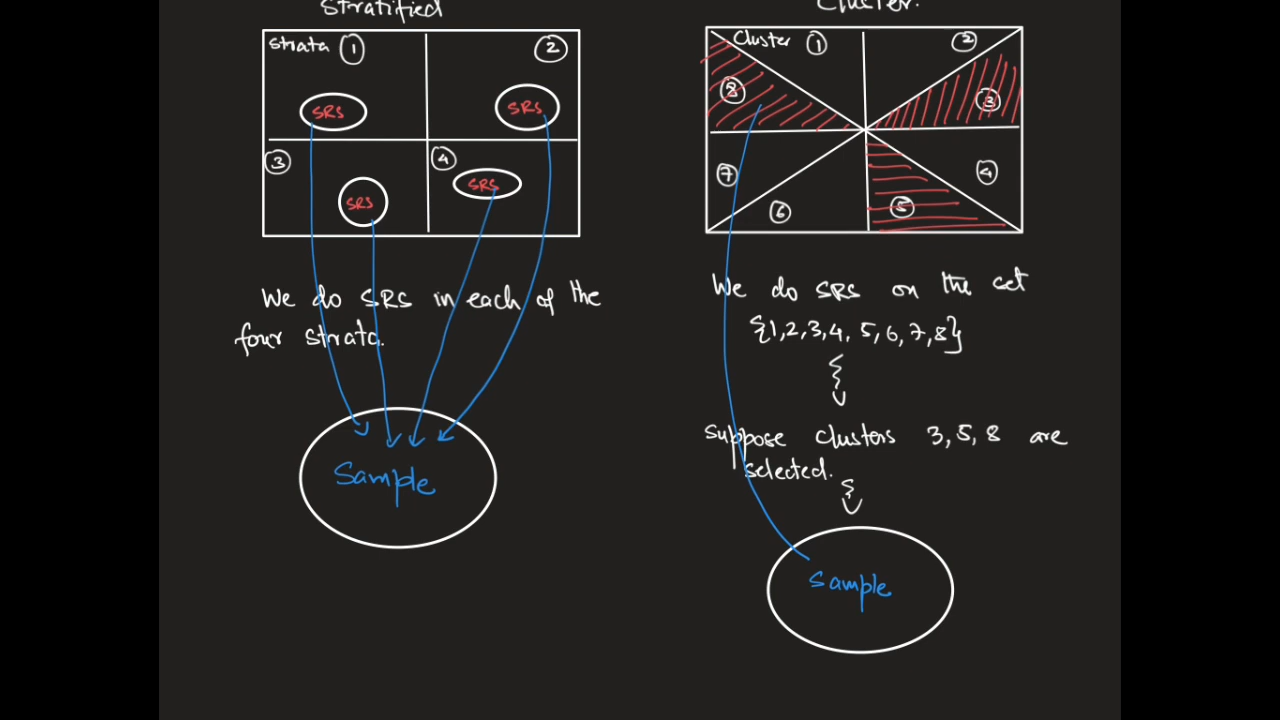 Stratified
Strata 1
2
SRS
SRS
3
4
SRS
SRS
We do SRS in each of the
four strata.
Sample
Cluster.
Cluster 1
2
8
3
7
4
6
5
We do SRS on the set
{1,2,3,4, 5,6,7,8}
Suppose clusters 3,5,8 are
selected.
Sample